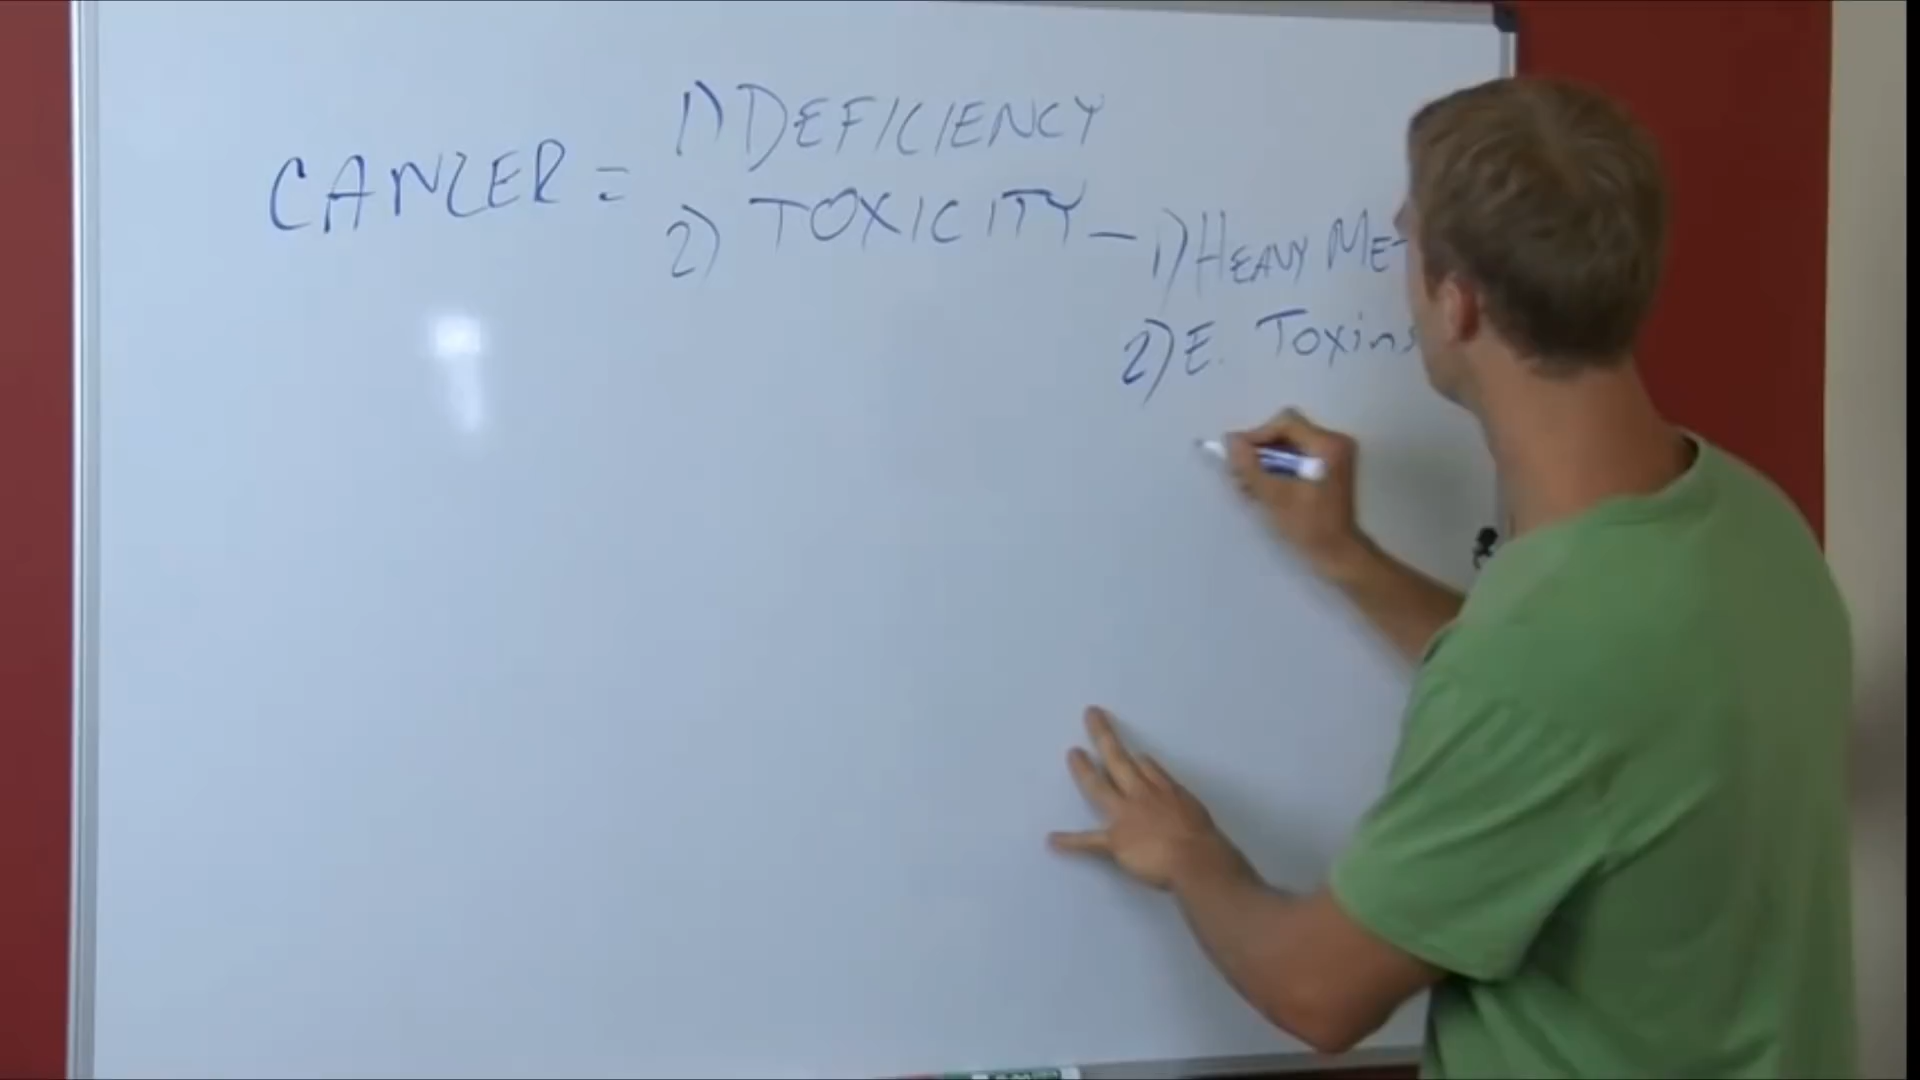 CANCER = 1) DEFICIENCY
2) TOXICITY - 1) HEAVY ME
2) E. Toxins